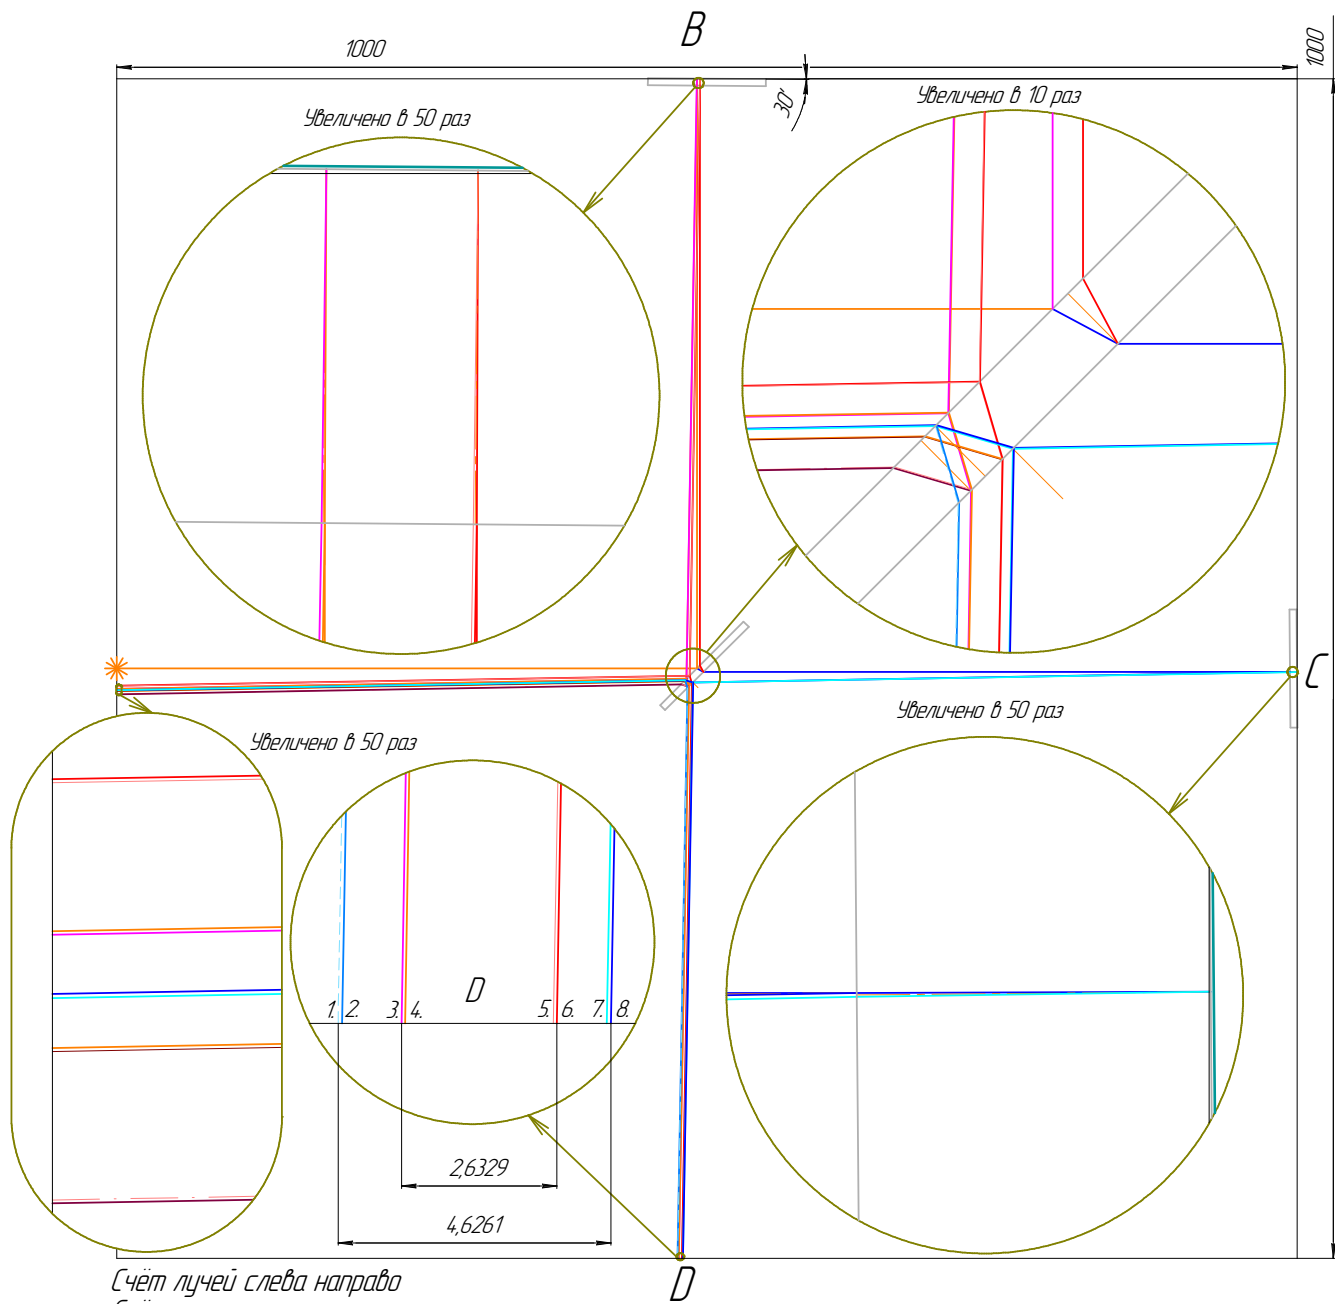 B
1000
1000
30'
Увеличено в 50 раз
Увеличено в 10 раз
C
Увеличено в 50 раз
Увеличено в 50 раз
D
1. 2. 3. 4. 5. 6. 7. 8.
2,6329
4,6261
D
Счёт лучей слева направо